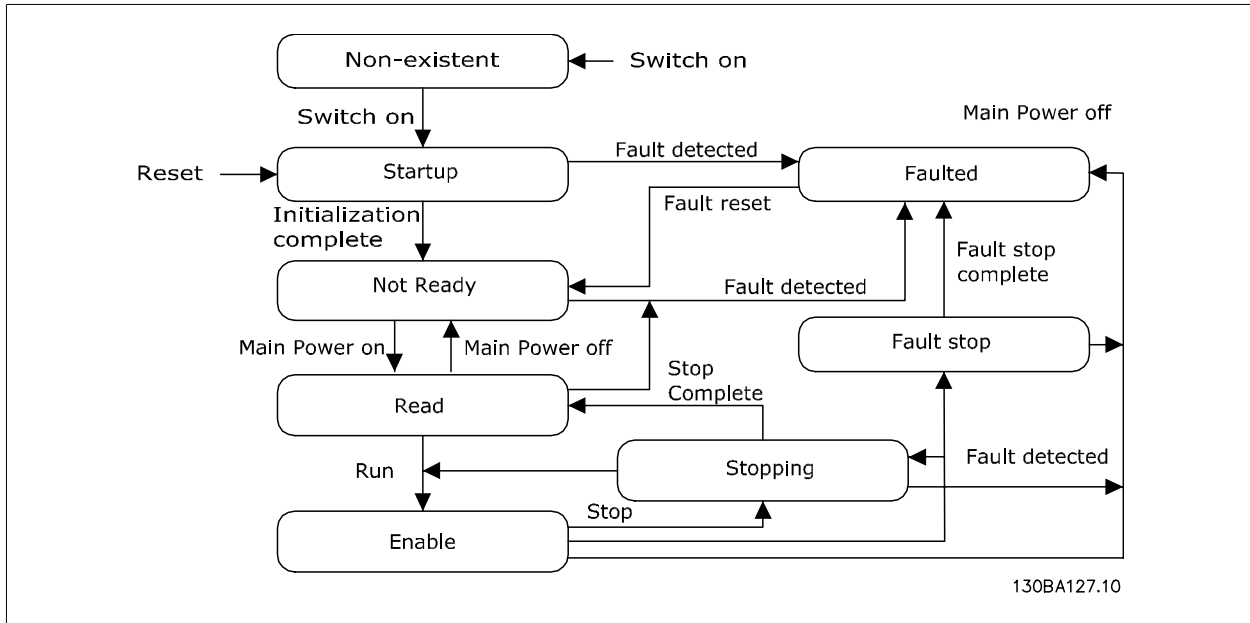 Non-existent
Switch on
Switch on
Main Power off
Reset
Startup
Fault detected
Faulted
Fault reset
Initialization
complete
Fault stop
complete
Not Ready
Fault detected
Main Power on
Main Power off
Fault stop
Stop
Complete
Read
Run
Stopping
Fault detected
Stop
Enable
130BA127.10